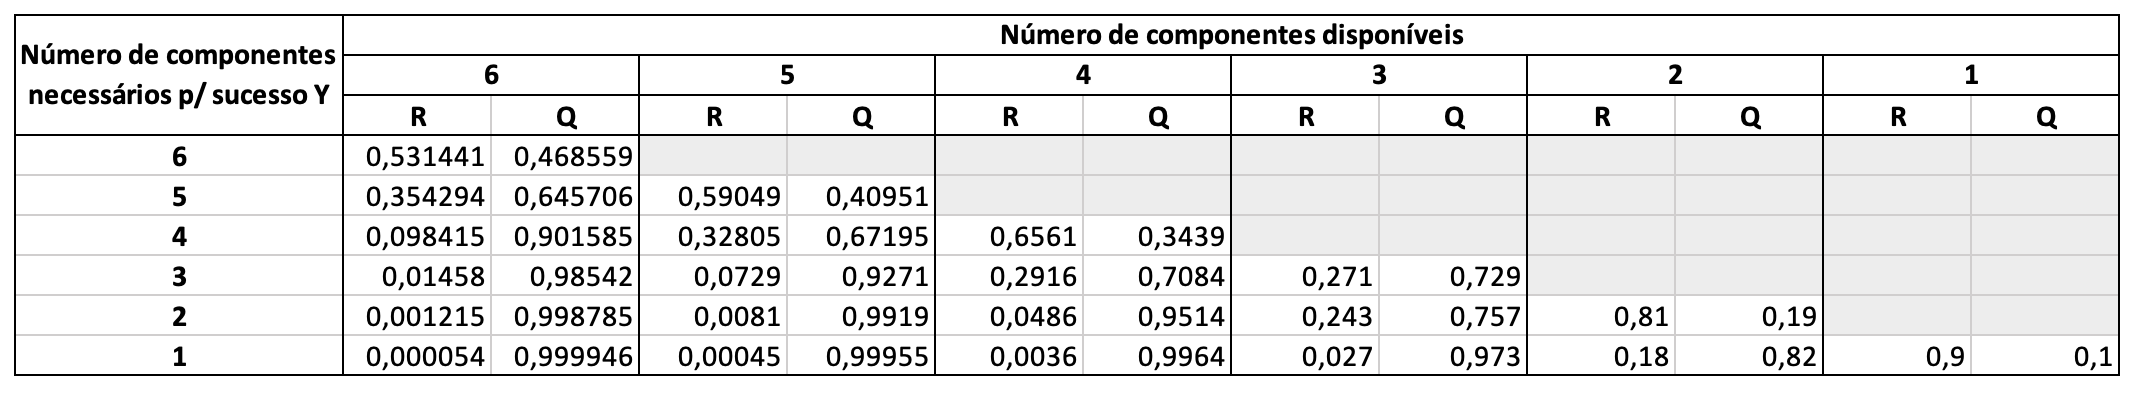 Número de componentes disponíveis
Número de componentes
necessários p/ sucesso Y
6 5 4 3 2 1
R Q R Q R Q R Q R Q R Q
6 0,531441 0,468559
5 0,354294 0,645706 0,59049 0,40951
4 0,098415 0,901585 0,32805 0,67195 0,6561 0,3439
3 0,01458 0,98542 0,0729 0,9271 0,2916 0,7084 0,271 0,729
2 0,001215 0,998785 0,0081 0,9919 0,0486 0,9514 0,243 0,757 0,81 0,19
1 0,000054 0,999946 0,00045 0,99955 0,0036 0,9964 0,027 0,973 0,18 0,82 0,9 0,1